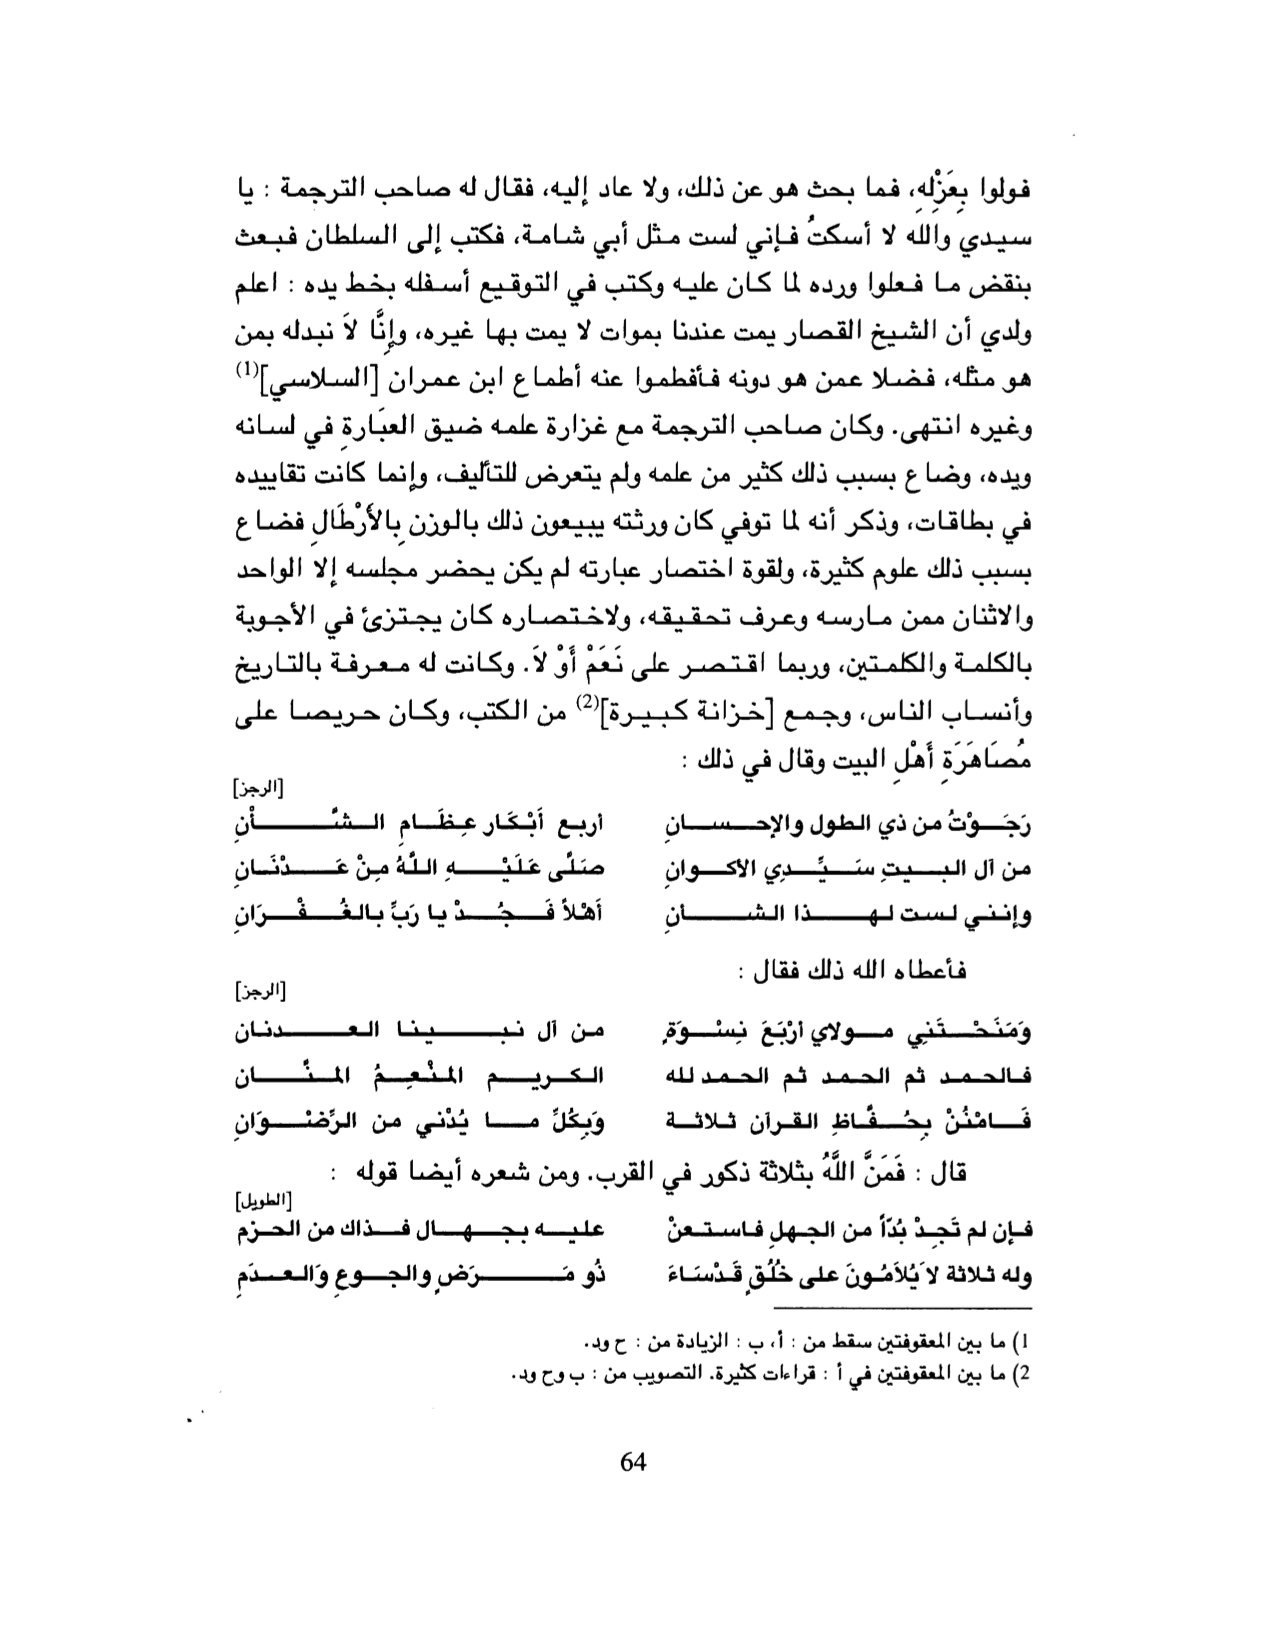 فولوا بِعَزْلِهِ، فما بحث هو عن ذلك، ولا عاد إليه، فقال له صاحب الترجمة : يا
سيدي والله لا أسكتُ فإني لست مثل أبي شامة، فكتب إلى السلطان فبعث
بنقض ما فعلوا ورده لما كان عليه وكتب في التوقيع أسفله بخط يده : اعلم
ولدي أن الشيخ القصار يمت عندنا بموات لا يمت بها غيره، وإِنَّا لاَ نبدله بمن
هو مثله، فضلا عمن هو دونه فأفطموا عنه أطماع ابن عمران [السلاسي](1)
وغيره انتهى. وكان صاحب الترجمة مع غزارة علمه ضيق العبَارةِ في لسانه
ويده، وضاع بسبب ذلك كثير من علمه ولم يتعرض للتأليف، وإنما كانت تقاييده
في بطاقات، وذكر أنه لما توفي كان ورثته يبيعون ذلك بالوزن بِالأَرْطَالِ فضاع
بسبب ذلك علوم كثيرة، ولقوة اختصار عبارته لم يكن يحضر مجلسه إلا الواحد
والاثنان ممن مارسه وعرف تحقيقه، ولاختصاره كان يجتزئ في الأجوبة
بالكلمة والكلمتين، وربما اقتصر على نَعَمْ أَوْ لاَ. وكانت له معرفة بالتاريخ
وأنساب الناس، وجمع [خزانة كبيرة](2) من الكتب، وكان حريصا على
مُصَاهَرَةِ أَهْلِ البيت وقال في ذلك :
[الرجز]
رَجَوْتُ من ذي الطول والإحسانِ أربع أَبْكَار عِظَامِ الشَّأْنِ
من آل البيتِ سَيِّدِي الأكوانِ صَلَّى عَلَيْهِ اللَّهُ مِنْ عَدْنَانِ
وإنني لست لهذا الشانِ أَهْلاً فَجُدْ يا رَبِّ بالغُفْرَانِ
فأعطاه الله ذلك فقال :
[الرجز]
وَمَنَحْتَنِي مولاي أرْبَعَ نِسْوَةٍ من آل نبينا العدنان
فالحمد ثم الحمد ثم الحمد لله الكريم المنْعِمُ المنَّان
فَامْنُنْ بِحُفَّاظِ القرآن ثلاثة وَبِكُلِّ ما يُدْنِي من الرِّضْوَانِ
قال : فَمَنَّ اللَّهُ بثلاثة ذكور في القرب. ومن شعره أيضا قوله :
[الطويل]
فإن لم تَجِدْ بُدّاً من الجهلِ فاستعنْ عليه بجهال فذاك من الحزم
وله ثلاثة لاَ يُلاَمُونَ على خُلُقٍ قَدْسَاءَ ذُو مَرَضٍ والجوعِ وَالعدَمِ
1) ما بين المعقوفتين سقط من : أ، ب : الزيادة من : ح ود.
2) ما بين المعقوفتين في أ : قراءات كثيرة. التصويب من : ب وح ود.
64